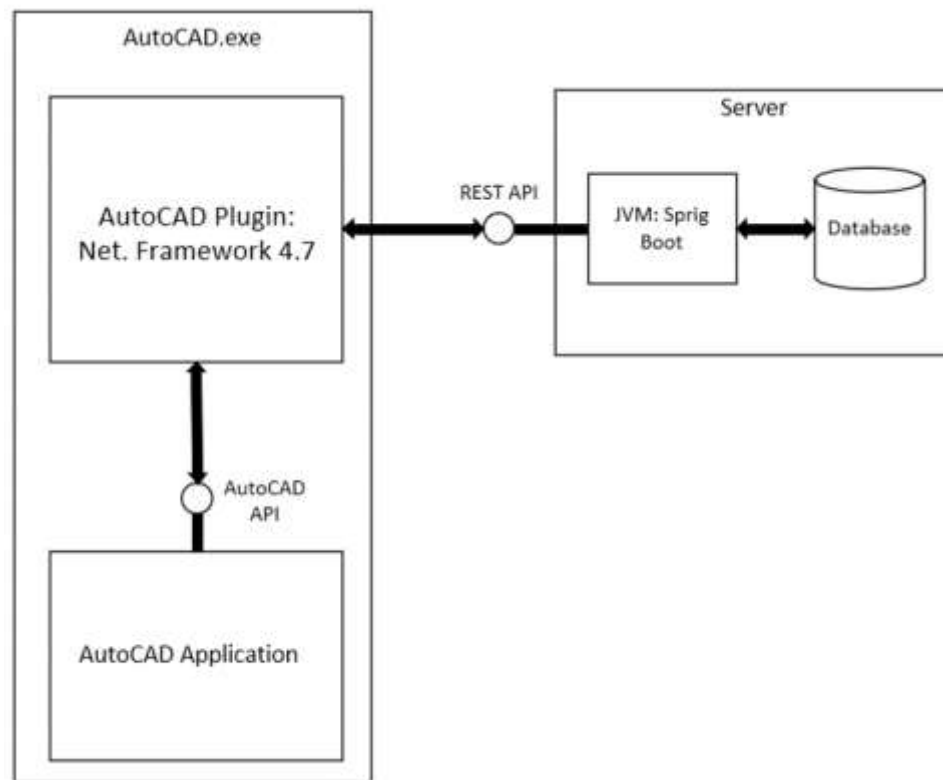 AutoCAD.exe
AutoCAD Plugin:
Net. Framework 4.7
AutoCAD
API
AutoCAD Application
REST API
Server
JVM: Sprig
Boot
Database